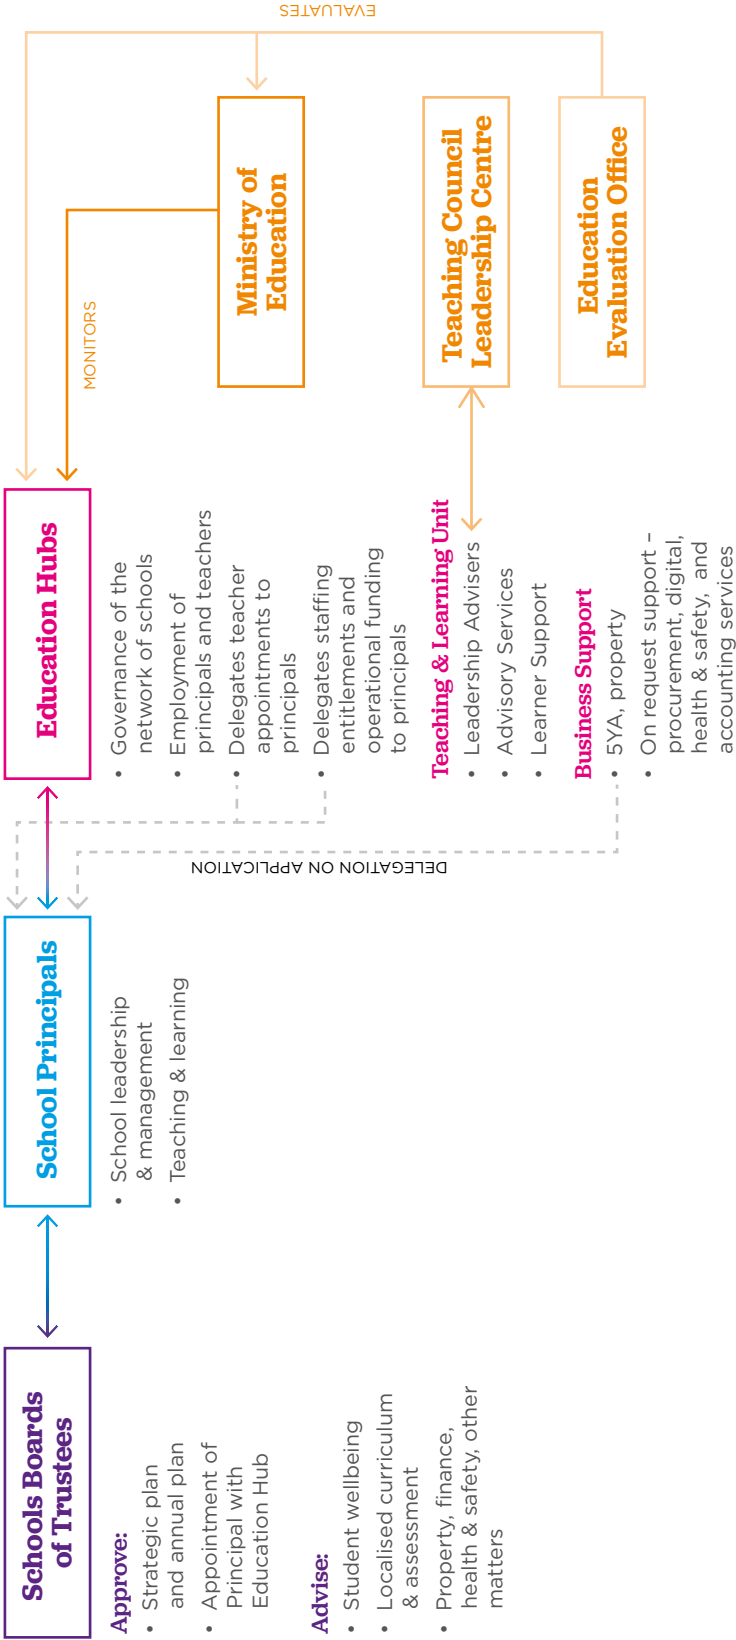 Schools Boards
of Trustees
Approve:
• Strategic plan
and annual plan
• Appointment of
Principal with
Education Hub
Advise:
• Student wellbeing
• Localised curriculum
& assessment
• Property, finance,
health & safety, other
matters
School Principals
• School leadership
& management
• Teaching & learning
DELEGATION ON APPLICATION
Education Hubs
• Governance of the
network of schools
• Employment of
principals and teachers
• Delegates teacher
appointments to
principals
• Delegates staffing
entitlements and
operational funding
to principals
Teaching & Learning Unit
• Leadership Advisers
• Advisory Services
• Learner Support
Business Support
• 5YA, property
• On request support –
procurement, digital,
health & safety, and
accounting services
MONITORS
Ministry of
Education
Teaching Council
Leadership Centre
Education
Evaluation Office
EVALUATES